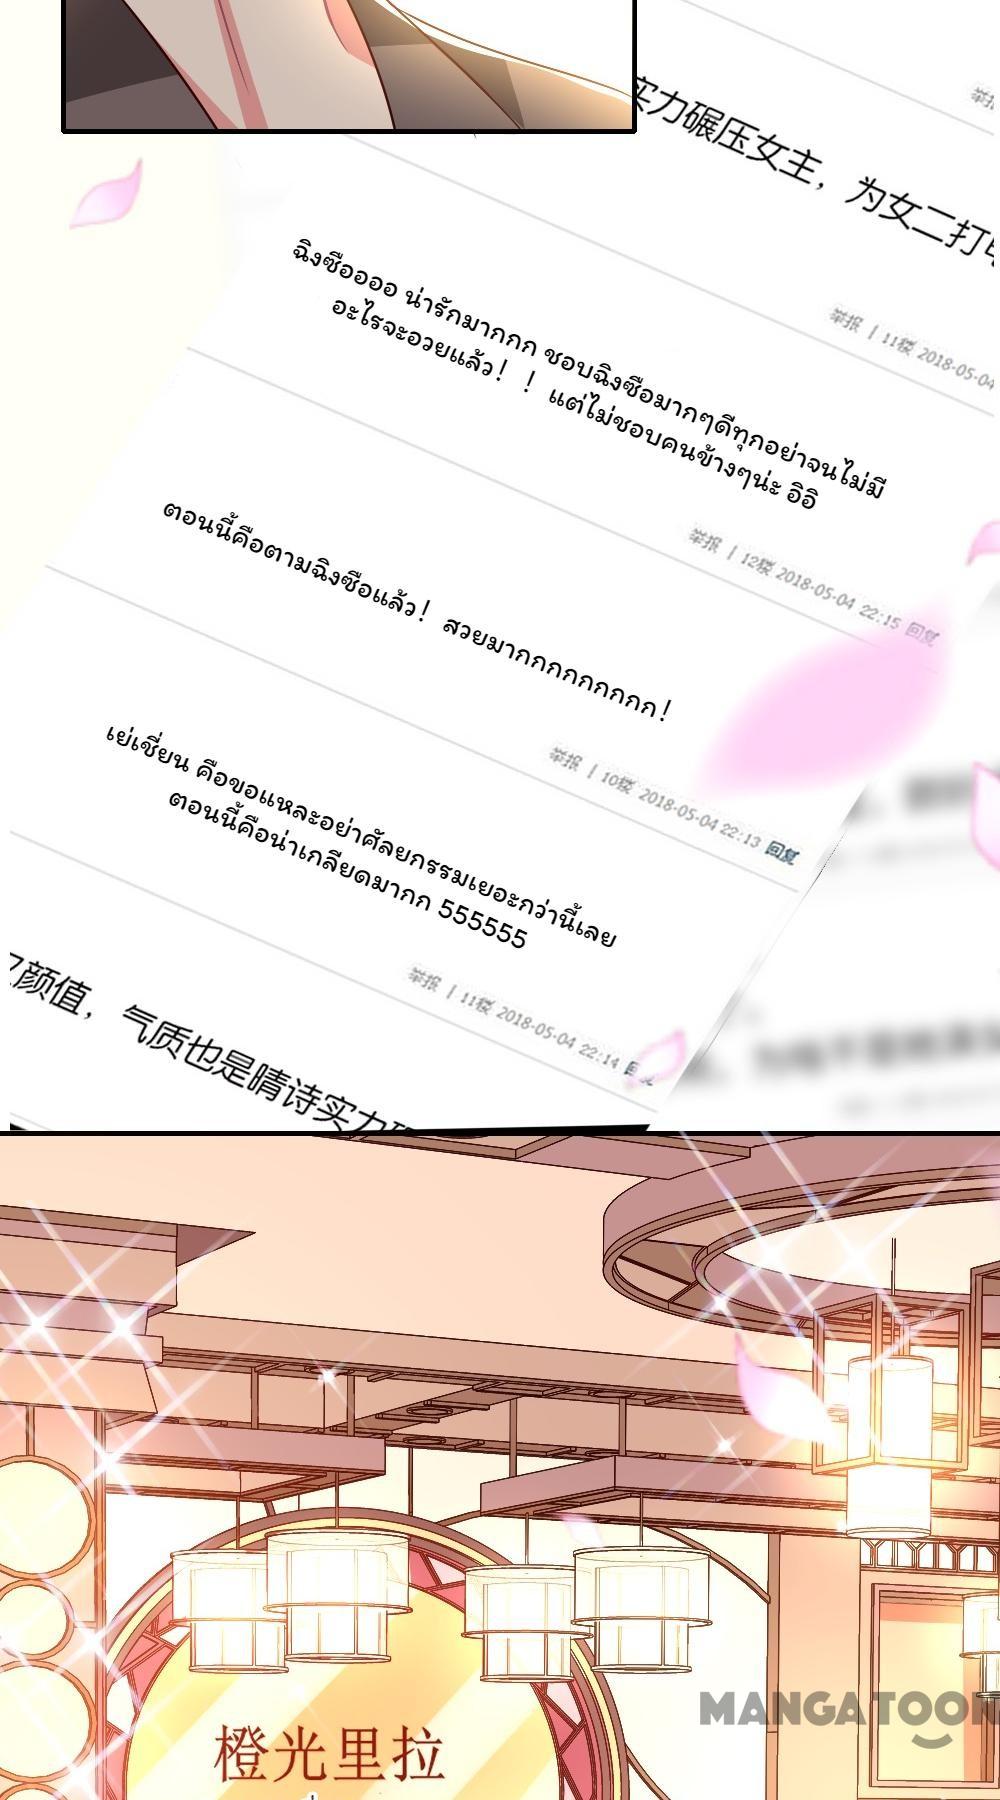 实力碾压女主，为女二打
举报 | 11楼 2018-05-04
ฉิงซืออออ น่ารักมากกก ชอบฉิงซือมากๆดีทุกอย่าจนไม่มี
อะไรจะอวยแล้ว！！ แต่ไม่ชอบคนข้างๆน่ะ อิอิ
举报 | 12楼 2018-05-04 22:15 回复
ตอนนี้คือตามฉิงซือแล้ว！ สวยมากกกกกกกกก！
举报 | 10楼 2018-05-04 22:13 回复
เย่เชี่ยน คือขอแหละอย่าศัลยกรรมเยอะกว่านี้เลย
ตอนนี้คือน่าเกลียดมากก 555555
举报 | 11楼 2018-05-04 22:14 回复
颜值，气质也是晴诗实力
橙光里拉
MANGATOON